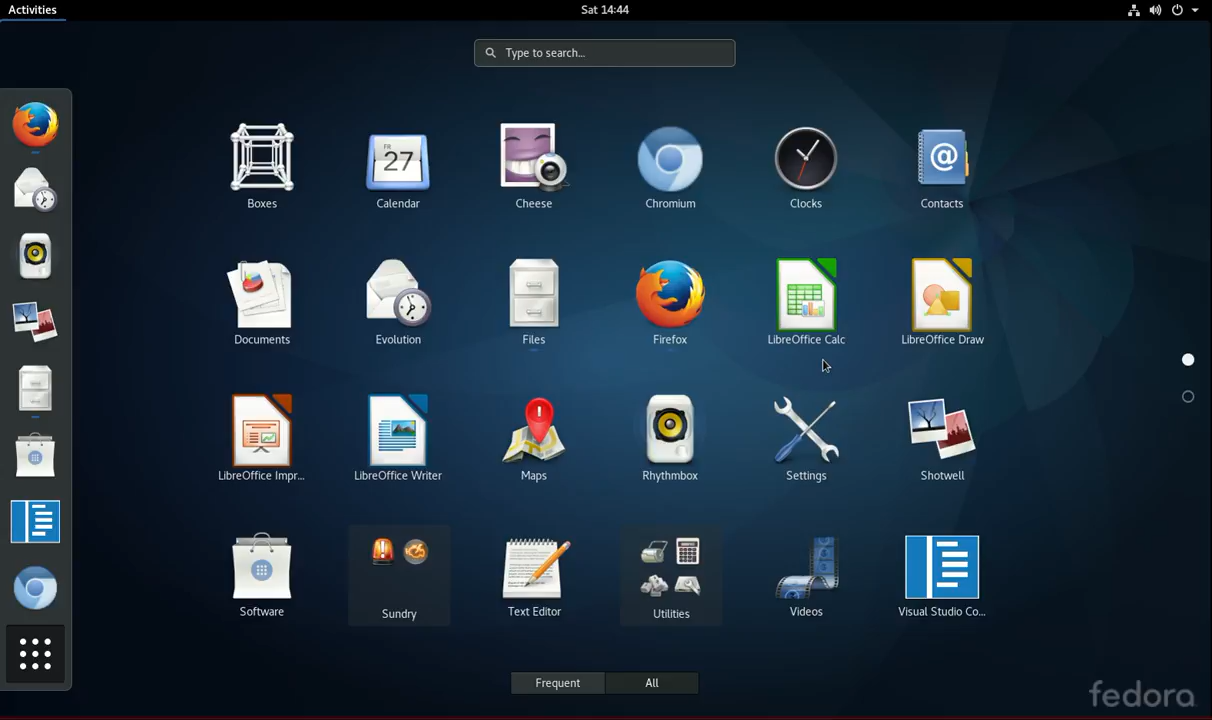 Activities
Sat 14:44
Type to search...
Boxes
FR
27
Calendar
Cheese
Chromium
Clocks
@
Contacts
Documents
Evolution
Files
Firefox
LibreOffice Calc
LibreOffice Draw
LibreOffice Impr...
LibreOffice Writer
Maps
Rhythmbox
Settings
Shotwell
Software
Sundry
Text Editor
Utilities
Videos
Visual Studio Co...
Frequent
All
fedora